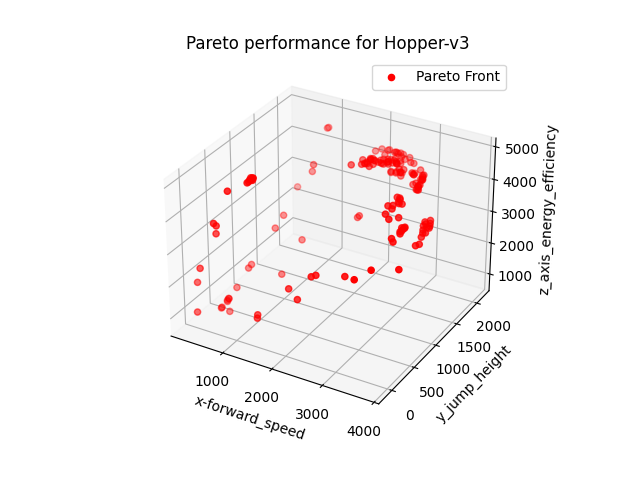 Pareto performance for Hopper-v3
Pareto Front
1000
2000
3000
4000
x-forward_speed
0
500
1000
1500
2000
y_jump_height
1000
2000
3000
4000
5000
z_axis_energy_efficiency